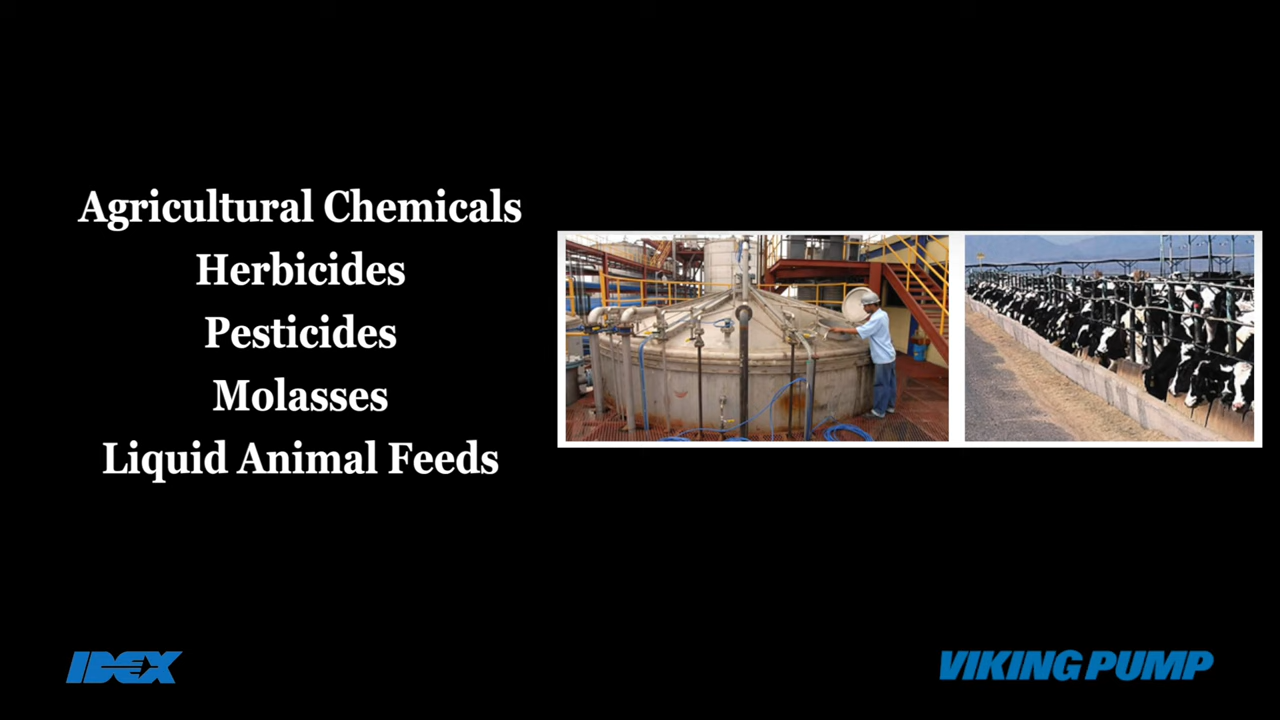 Agricultural Chemicals
Herbicides
Pesticides
Molasses
Liquid Animal Feeds
IDEX
VIKING PUMP